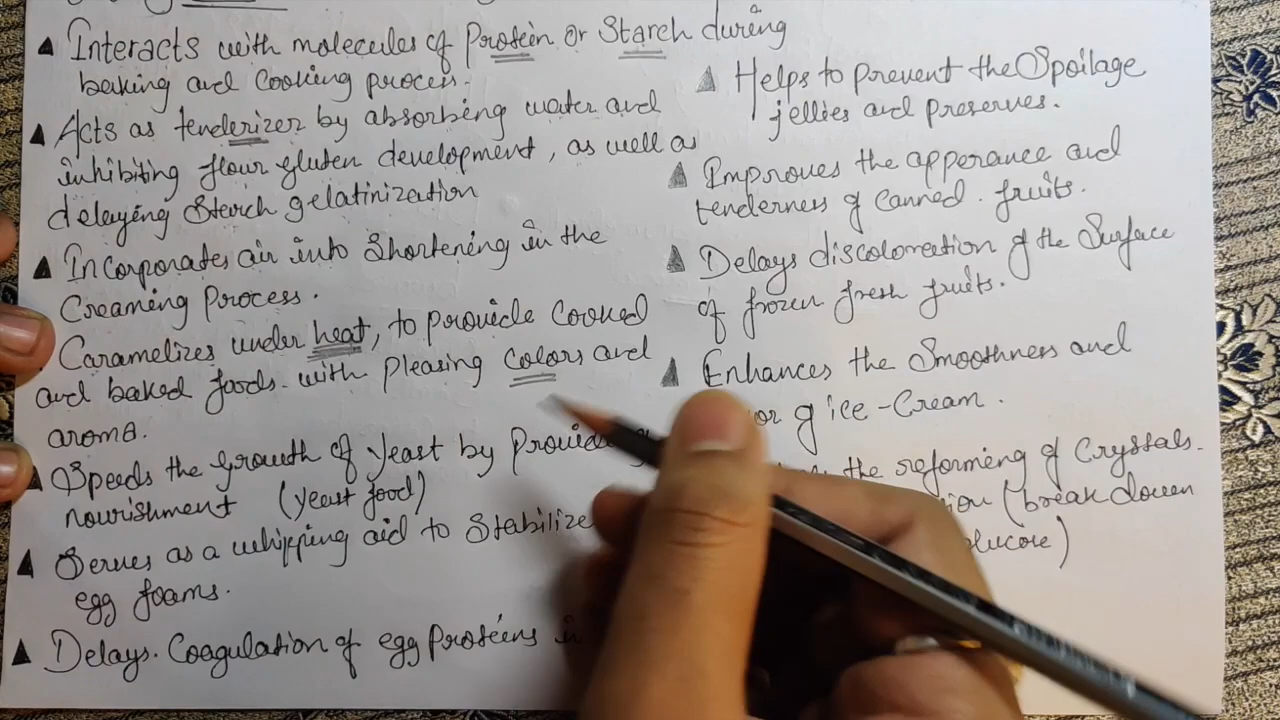 Interacts with molecules of Protein or Starch during
baking and Cooking process.
Acts as tenderizer by absorbing water and
inhibiting flour gluten development, as well as
delaying Starch gelatinization
Incorporates air into Shortening in the
Creaming Process.
Caramelizes under heat, to provide Cooked
and baked foods with Pleasing Colors and
aroma.
Speeds the growth of yeast by
nourishment (yeast food)
Serves as a whipping aid to Stabilize
egg foams.
Delays. Coagulation of egg Proteins in
Helps to prevent the Spoilage
jellies and preserves.
Improves the apperance and
tenderness of Canned. fruits.
Delays discoloration of the Surface
of frozen fresh fruits.
Enhances the Smoothness and
of ice-Cream.
the reforming of Crystals.
(break down